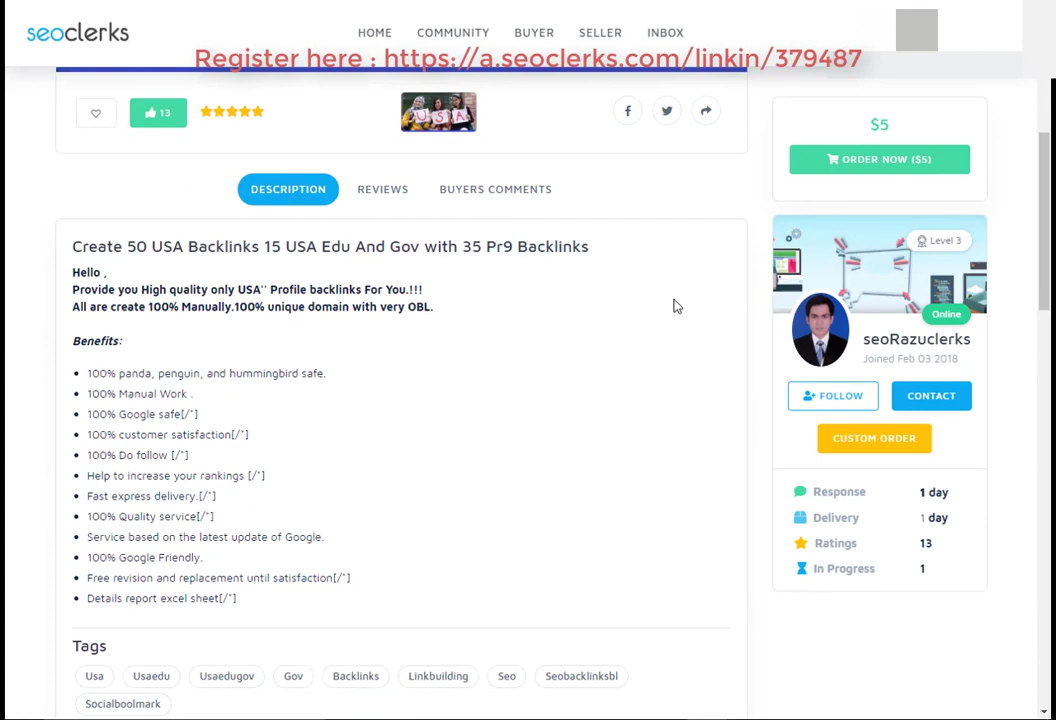 seoclerks
HOME COMMUNITY BUYER SELLER INBOX
Register here : https://a.seoclerks.com/linkin/379487
13
USA
$5
ORDER NOW ($5)
DESCRIPTION REVIEWS BUYERS COMMENTS
Create 50 USA Backlinks 15 USA Edu And Gov with 35 Pr9 Backlinks
Hello ,
Provide you High quality only USA'' Profile backlinks For You.!!!
All are create 100% Manually.100% unique domain with very OBL.
Benefits:
100% panda, penguin, and hummingbird safe.
100% Manual Work .
100% Google safe[/*]
100% customer satisfaction[/*]
100% Do follow [/*]
Help to increase your rankings [/*]
Fast express delivery.[/*]
100% Quality service[/*]
Service based on the latest update of Google.
100% Google Friendly.
Free revision and replacement until satisfaction[/*]
Details report excel sheet[/*]
Tags
Usa Usaedu Usaedugov Gov Backlinks Linkbuilding Seo Seobacklinksbl
Socialboolmark
Level 3
Online
seoRazuclerks
Joined Feb 03 2018
FOLLOW CONTACT
CUSTOM ORDER
Response 1 day
Delivery 1 day
Ratings 13
In Progress 1